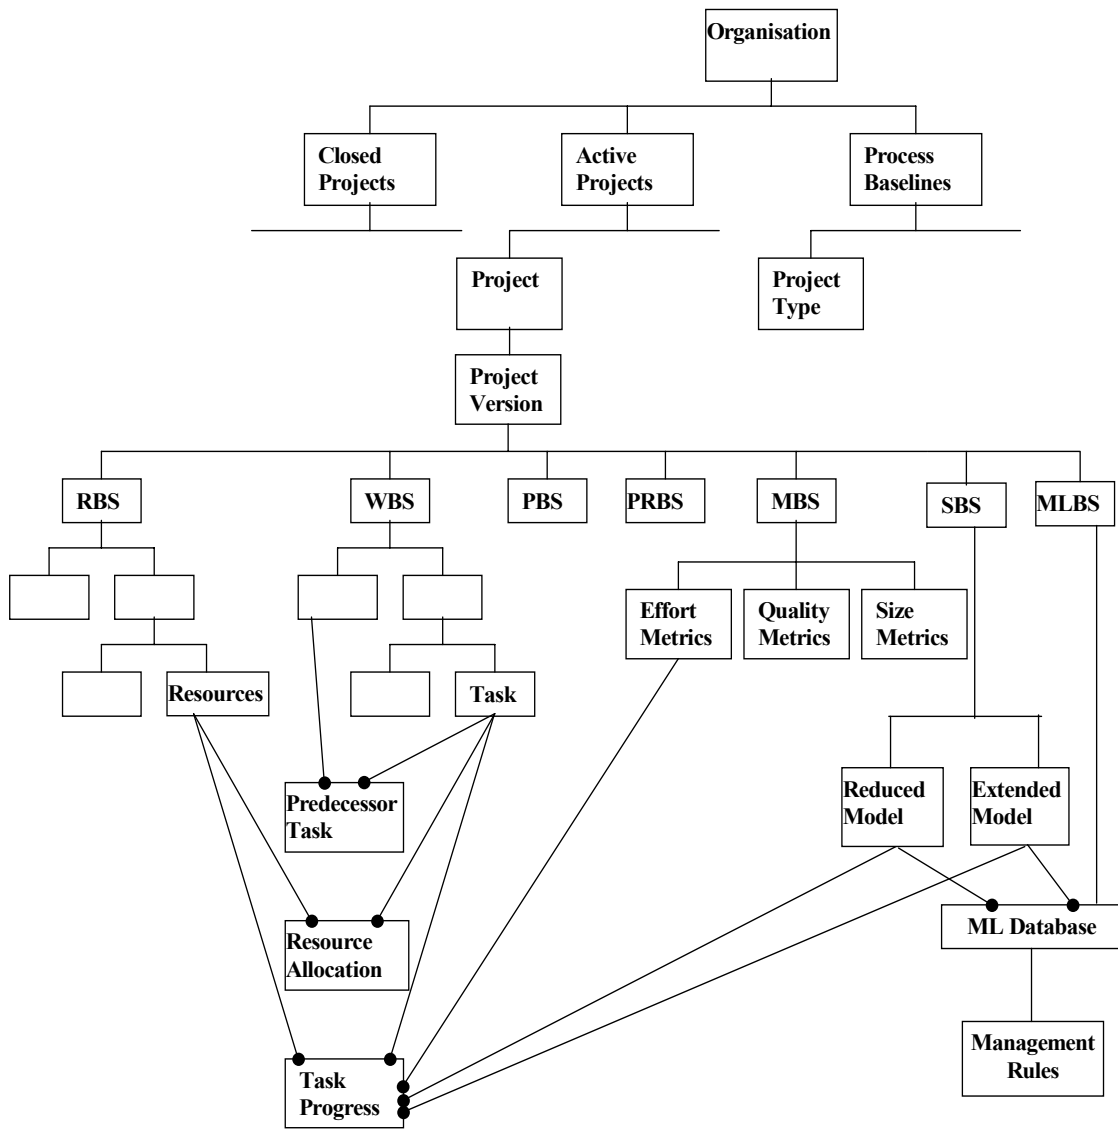 Organisation
Closed
Projects
Active
Projects
Process
Baselines
Project
Project
Type
Project
Version
RBS
WBS
PBS
PRBS
MBS
SBS
MLBS
Effort
Metrics
Quality
Metrics
Size
Metrics
Resources
Task
Predecessor
Task
Reduced
Model
Extended
Model
Resource
Allocation
ML Database
Task
Progress
Management
Rules